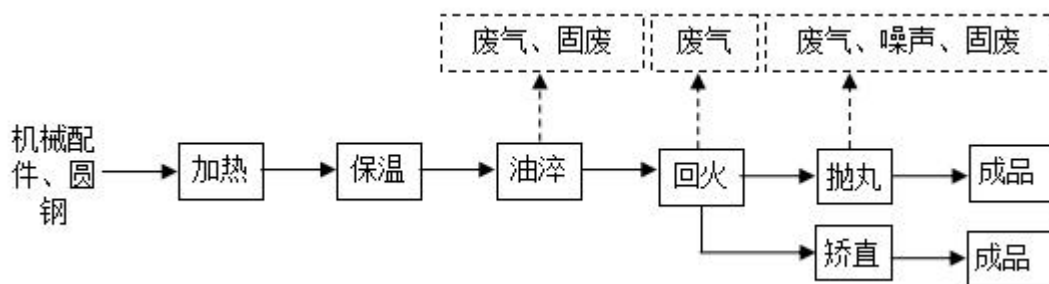 废气、固废
废气
废气、噪声、固废
机械配
件、圆
钢
加热
保温
油淬
回火
抛丸
成品
矫直
成品